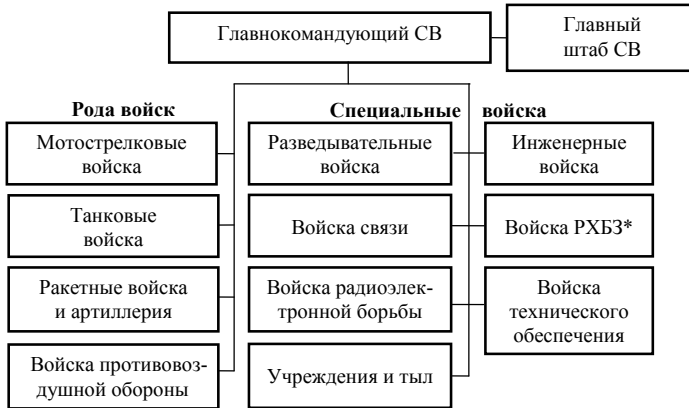 Главнокомандующий СВ
Главный
штаб СВ
Рода войск
Специальные войска
Мотострелковые
войска
Разведывательные
войска
Инженерные
войска
Танковые
войска
Войска связи
Войска РХБЗ*
Ракетные войска
и артиллерия
Войска радиоэлек-
тронной борьбы
Войска
технического
обеспечения
Войска противовоз-
душной обороны
Учреждения и тыл